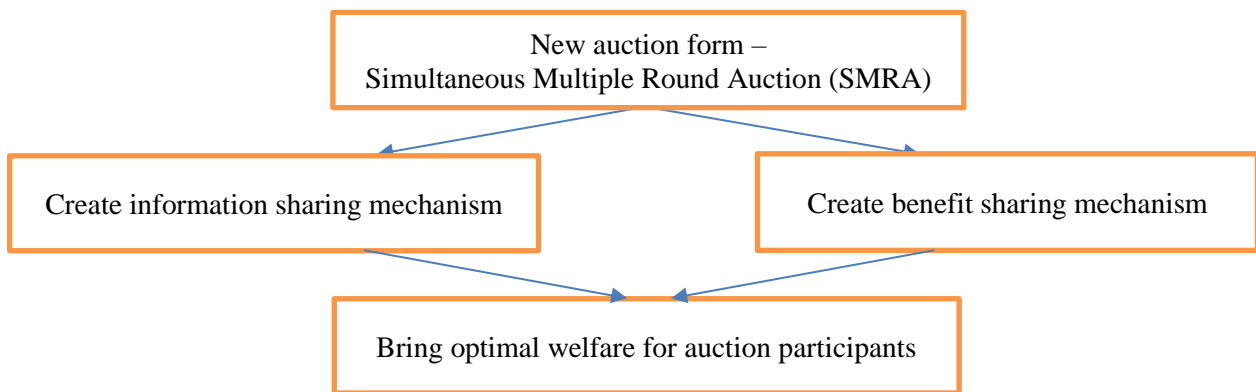 New auction form –
Simultaneous Multiple Round Auction (SMRA)
Create information sharing mechanism
Create benefit sharing mechanism
Bring optimal welfare for auction participants